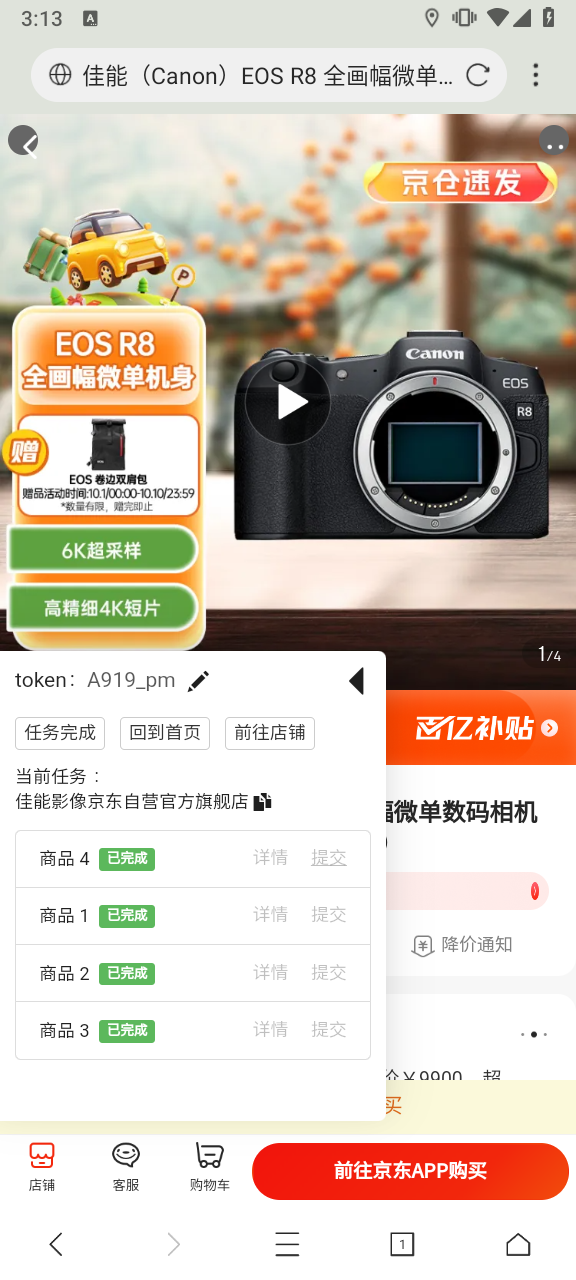 3:13
A
佳能（Canon）EOS R8 全画幅微单...
京仓速发
P
EOS R8
全画幅微单机身
赠
EOS 卷边双肩包
赠品活动时间:10.1/00:00-10.10/23:59
*数量有限，赠完即止
6K超采样
高精细4K短片
Canon
EOS
R8
1/4
token： A919_pm
任务完成
回到首页
前往店铺
百亿补贴
当前任务：
佳能影像京东自营官方旗舰店
幅微单数码相机
商品 4 已完成 详情 提交
商品 1 已完成 详情 提交
降价通知
商品 2 已完成 详情 提交
商品 3 已完成 详情 提交
价￥9900，超
买
店铺
客服
购物车
前往京东APP购买
1